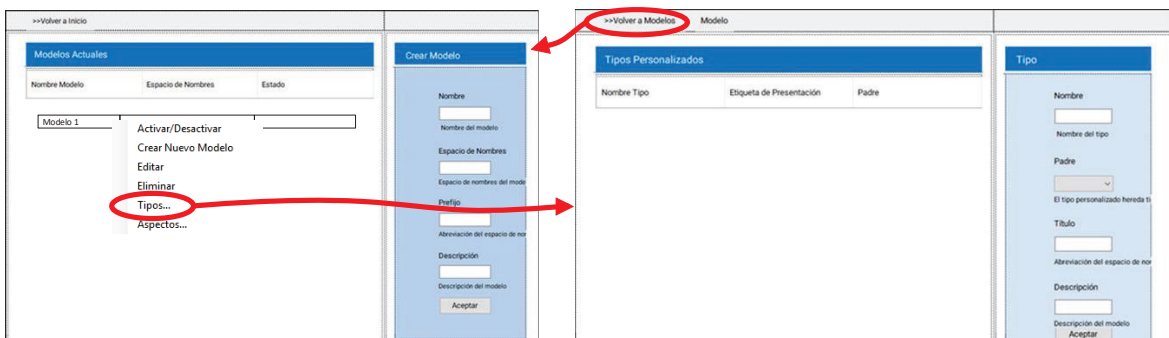 >>Volver a Inicio
Modelos Actuales
Nombre Modelo Espacio de Nombres Estado
Modelo 1
Activar/Desactivar
Crear Nuevo Modelo
Editar
Eliminar
Tipos...
Aspectos...
Crear Modelo
Nombre
Nombre del modelo
Espacio de Nombres
Espacio de nombres del mode
Prefijo
Abreviación del espacio de nor
Descripción
Descripción del modelo
Aceptar
>>Volver a Modelos Modelo
Tipos Personalizados
Nombre Tipo Etiqueta de Presentación Padre
Tipo
Nombre
Nombre del tipo
Padre
El tipo personalizado hereda ti
Título
Abreviación del espacio de nor
Descripción
Descripción del modelo
Aceptar